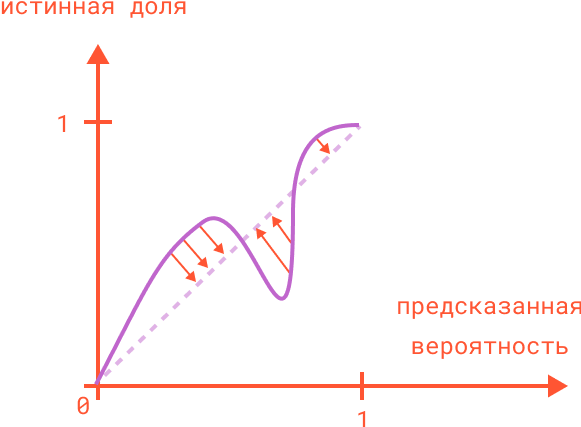 истинная доля
1
предсказанная
вероятность
0
1